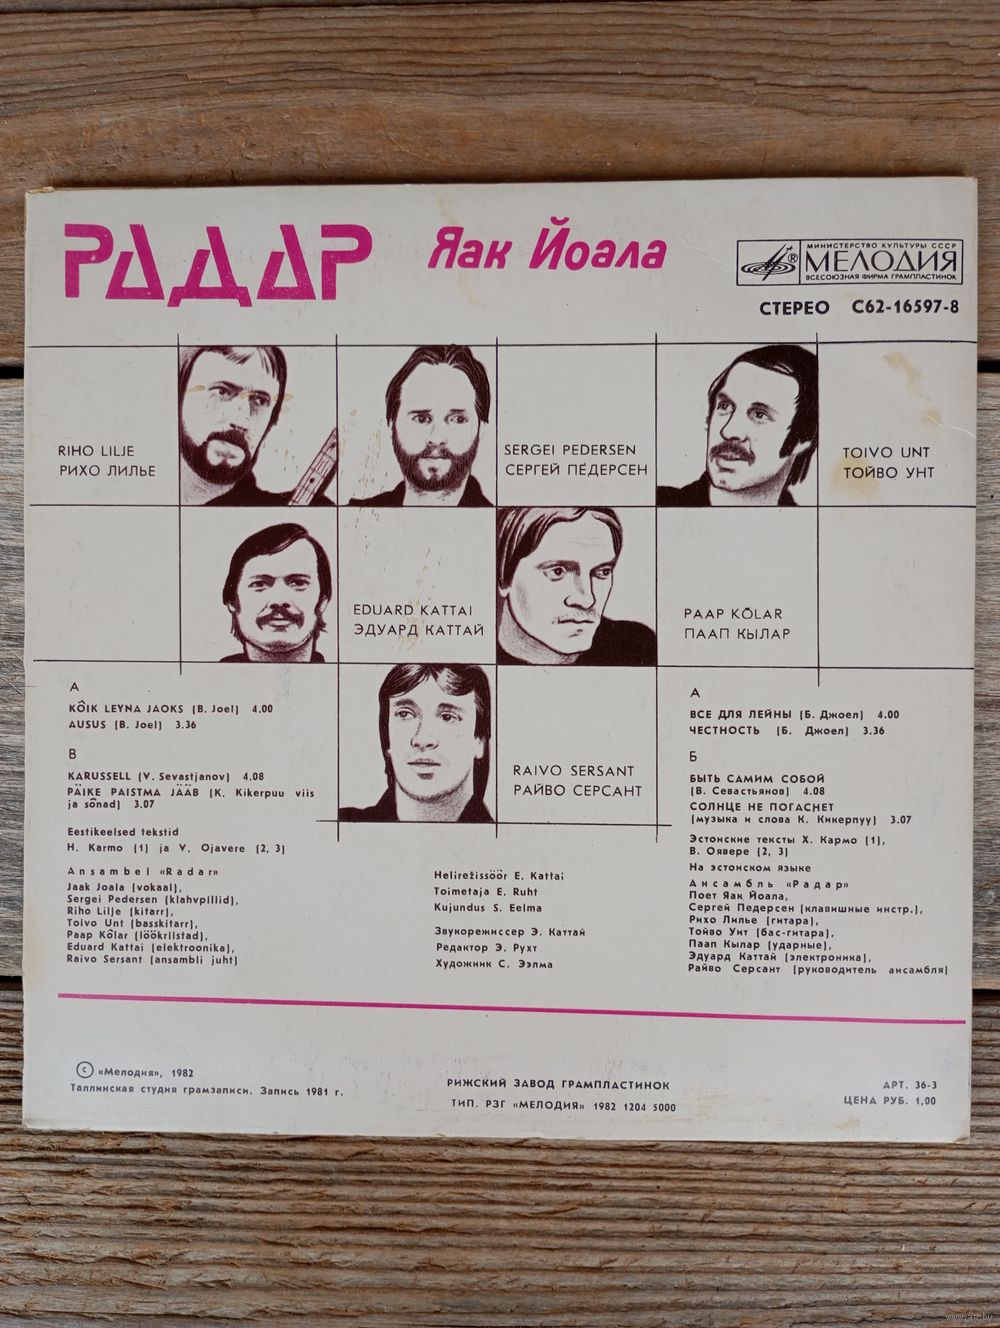 РАДАР
Яак Йоала
МИНИСТЕРСТВО КУЛЬТУРЫ СССР
МЕЛОДИЯ
ВСЕСОЮЗНАЯ ФИРМА ГРАМПЛАСТИНОК
®
СТЕРЕО С62-16597-8
RIHO LILJE
РИХО ЛИЛЬЕ
SERGEI PEDERSEN
СЕРГЕЙ ПЕДЕРСЕН
TOIVO UNT
ТОЙВО УНТ
EDUARD KATTAI
ЭДУАРД КАТТАЙ
PAAP KÕLAR
ПААП КЫЛАР
RAIVO SERSANT
РАЙВО СЕРСАНТ
A
KÔIK LEYNA JAOKS (B. Joel) 4.00
AUSUS (B. Joel) 3.36
B
KARUSSELL (V. Sevastjanov) 4.08
PÄIKE PAISTMA JÄÄB (K. Kikerpuu viis
ja sônad) 3.07
Eestikeelsed tekstid
H. Karmo (1) ja V. Ojavere (2, 3)
Ansambel «Radar»
Jaak Joala (vokaal),
Sergei Pedersen (klahvpillid),
Riho Lilje (kitarr),
Toivo Unt (basskitarr),
Paap Kôlar (löökriistad),
Eduard Kattai (elektroonika),
Raivo Sersant (ansambli juht)
Helirežissöör E. Kattai
Toimetaja E. Ruht
Kujundus S. Eelma
Звукорежиссер Э. Каттай
Редактор Э. Рухт
Художник С. Ээлма
А
ВСЕ ДЛЯ ЛЕЙНЫ (Б. Джоел) 4.00
ЧЕСТНОСТЬ (Б. Джоел) 3.36
Б
БЫТЬ САМИМ СОБОЙ
(В. Севастьянов) 4.08
СОЛНЦЕ НЕ ПОГАСНЕТ
(музыка и слова К. Кикерпуу) 3.07
Эстонские тексты Х. Кармо (1),
В. Оявере (2, 3)
На эстонском языке
Ансамбль «Радар»
Поет Яак Йоала,
Сергей Педерсен (клавишные инстр.),
Рихо Лилье (гитара),
Тойво Уит (бас-гитара),
Паап Кылар (ударные),
Эдуард Каттай (электроника),
Райво Серсант (руководитель ансамбля)
© «Мелодия», 1982
Таллинская студия грамзаписи. Запись 1981 г.
РИЖСКИЙ ЗАВОД ГРАМПЛАСТИНОК
ТИП. РЗГ «МЕЛОДИЯ» 1982 1204 5000
АРТ. 36-3
ЦЕНА РУБ. 1,00